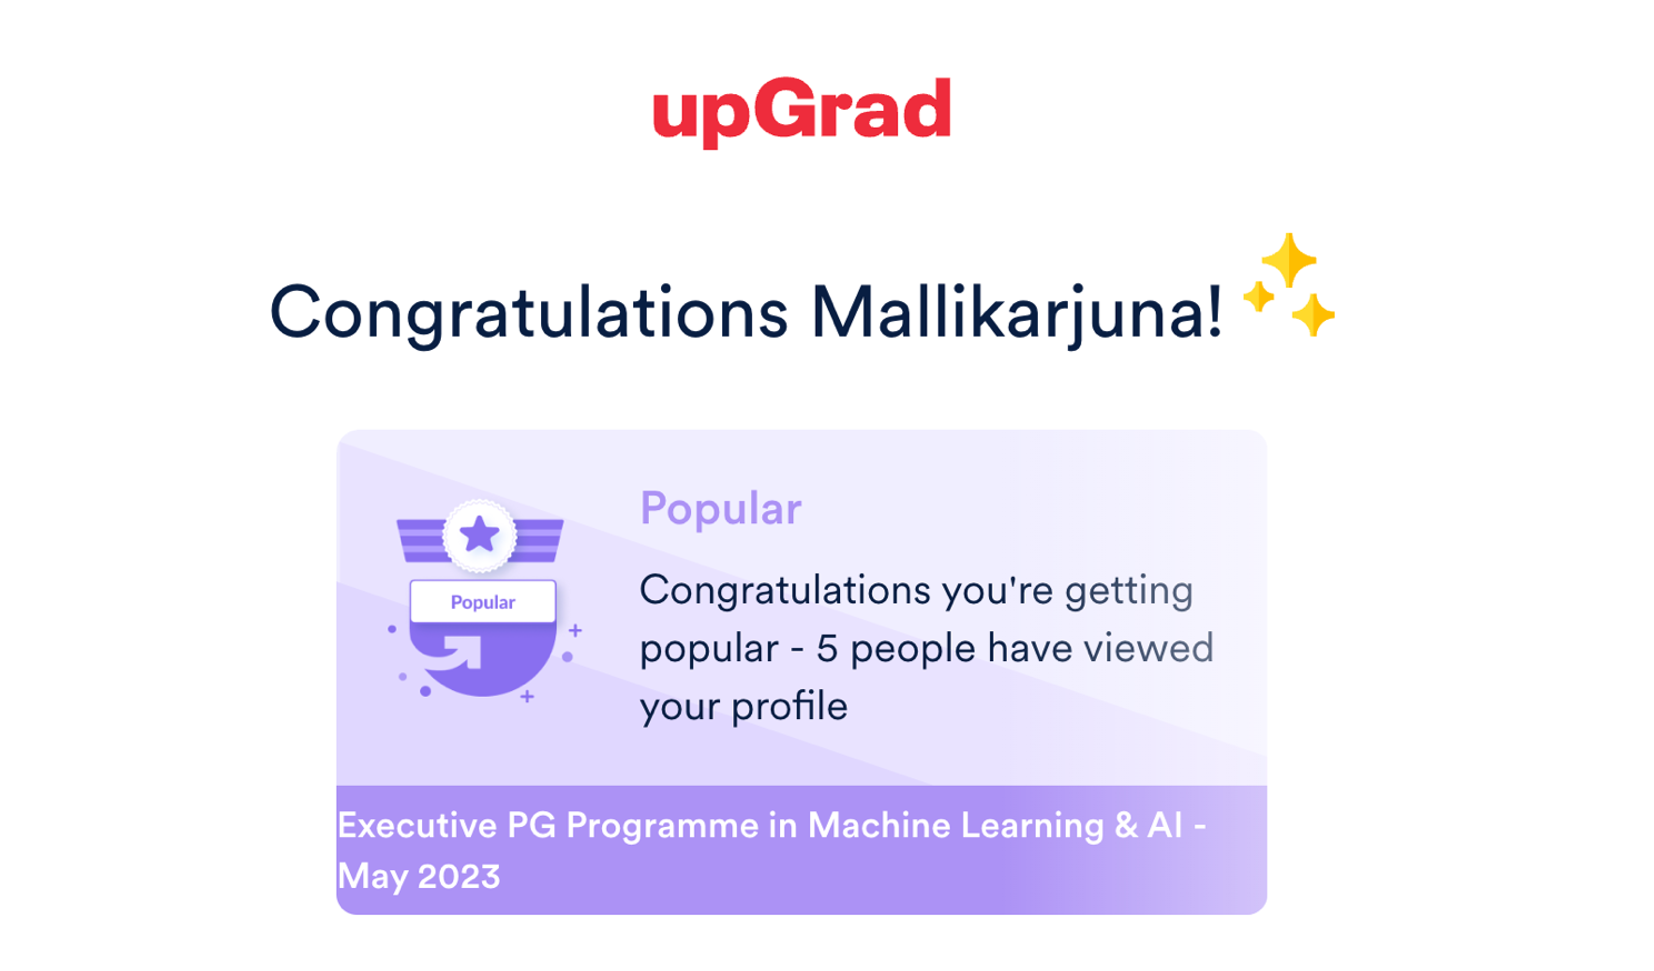 upGrad
Congratulations Mallikarjuna!
Popular
Popular
Congratulations you're getting
popular - 5 people have viewed
your profile
Executive PG Programme in Machine Learning & AI -
May 2023